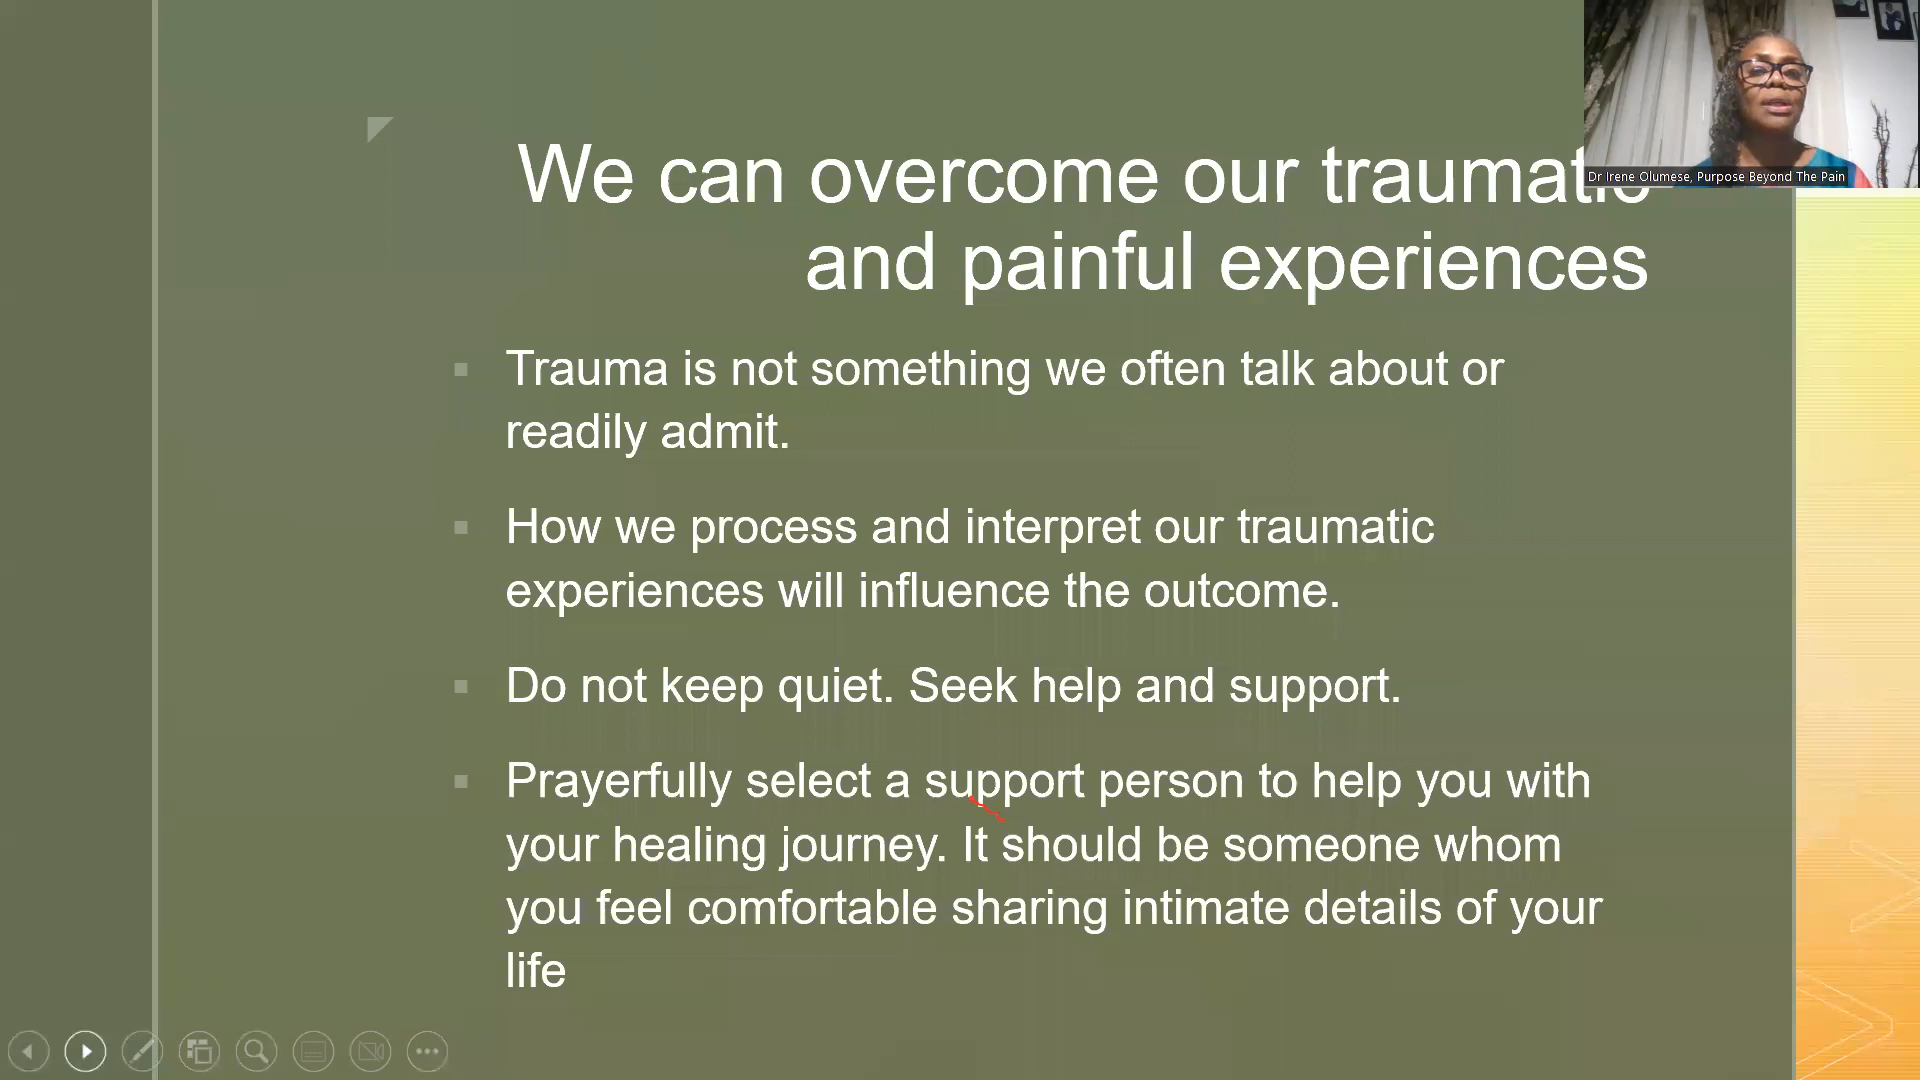 We can overcome our traumatic
and painful experiences
Dr Irene Olumese, Purpose Beyond The Pain
Trauma is not something we often talk about or
readily admit.
How we process and interpret our traumatic
experiences will influence the outcome.
Do not keep quiet. Seek help and support.
Prayerfully select a support person to help you with
your healing journey. It should be someone whom
you feel comfortable sharing intimate details of your
life